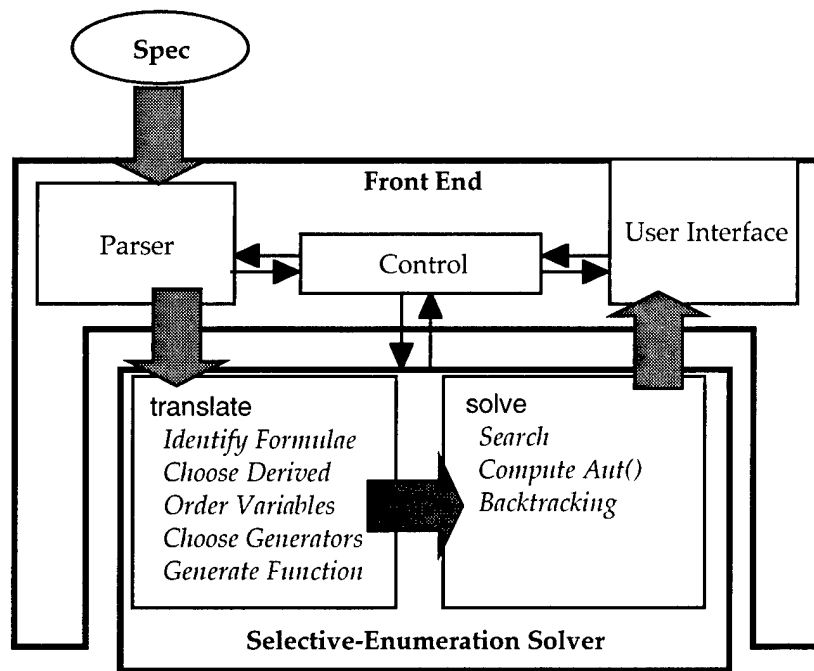 Spec
Front End
Parser
Control
User Interface
translate
Identify Formulae
Choose Derived
Order Variables
Choose Generators
Generate Function
solve
Search
Compute Aut()
Backtracking
Selective-Enumeration Solver